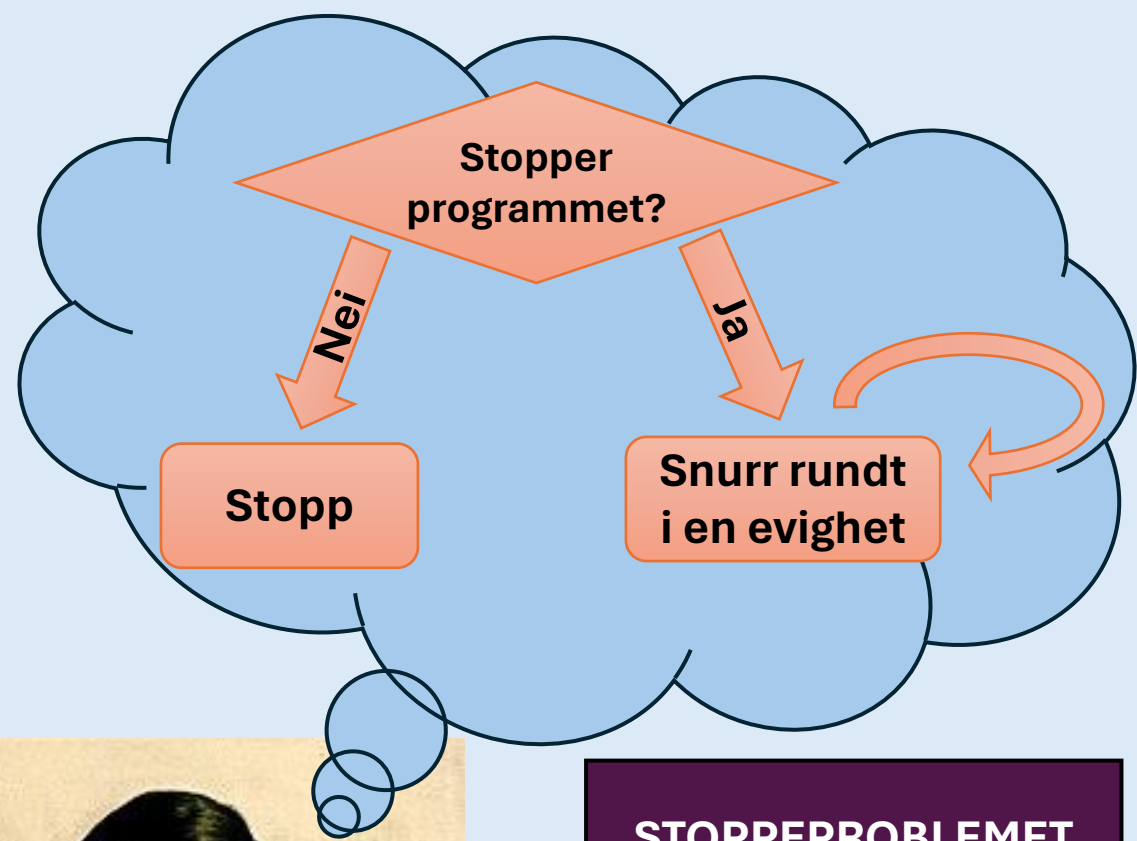 Stopper
programmet?
Nei
Ja
Stopp
Snurr rundt
i en evighet
STOPPEPROBLEMET